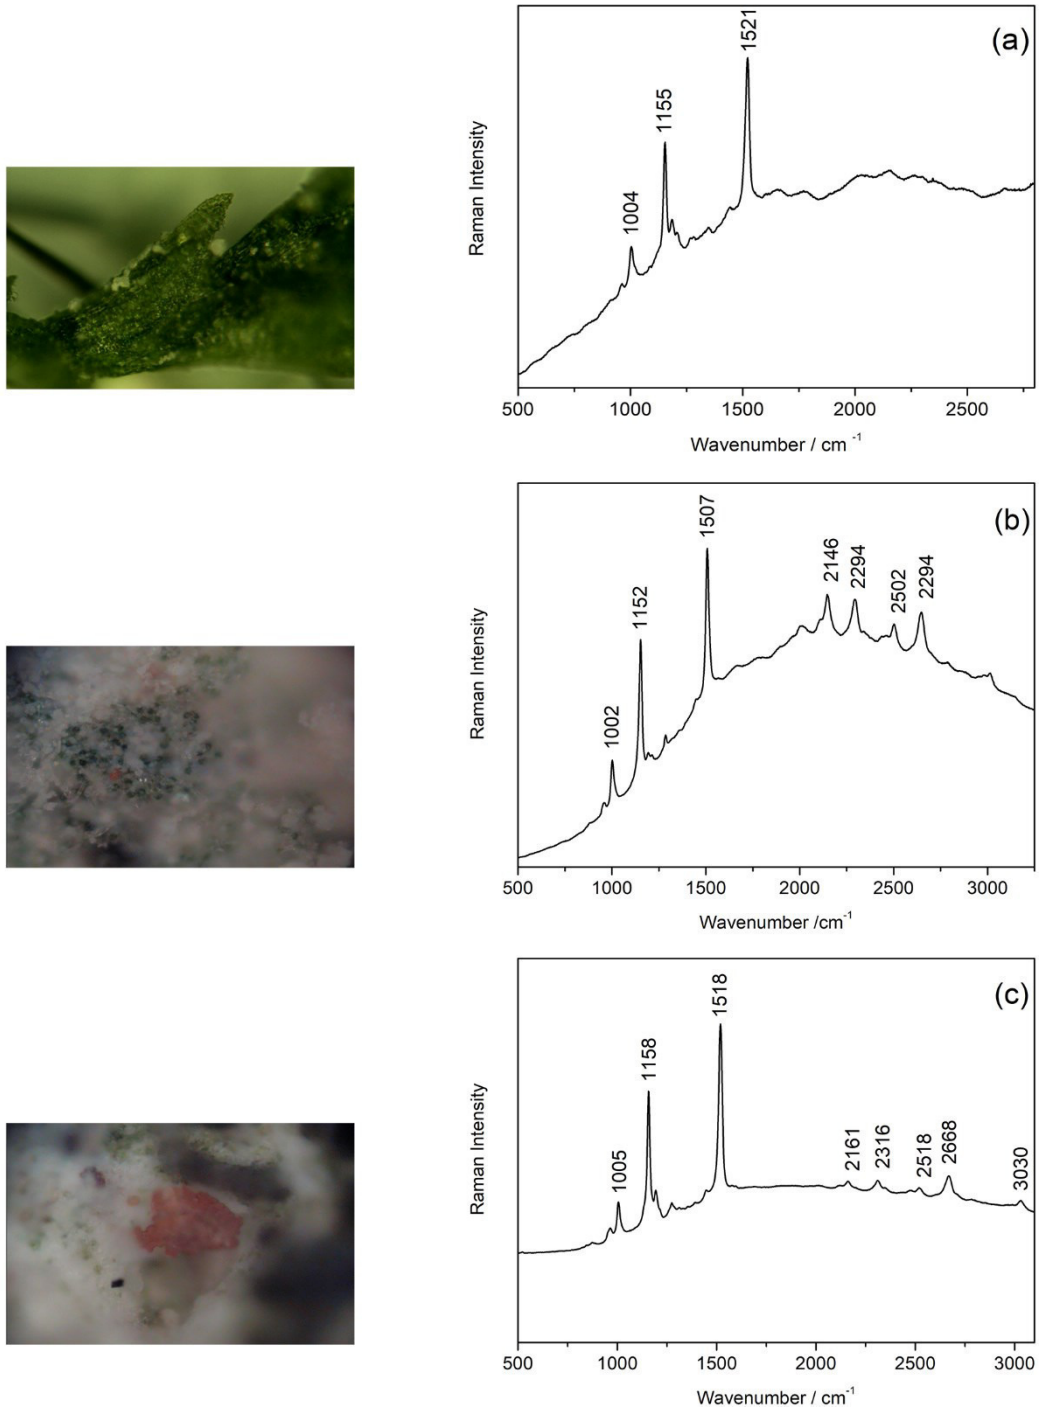 (a)
1004
1155
1521
Raman Intensity
500 1000 1500 2000 2500
Wavenumber / cm -1
(b)
1002
1152
1507
2146
2294
2502
2294
Raman Intensity
500 1000 1500 2000 2500 3000
Wavenumber /cm-1
(c)
1005
1158
1518
2161
2316
2518
2668
3030
Raman Intensity
500 1000 1500 2000 2500 3000
Wavenumber / cm-1